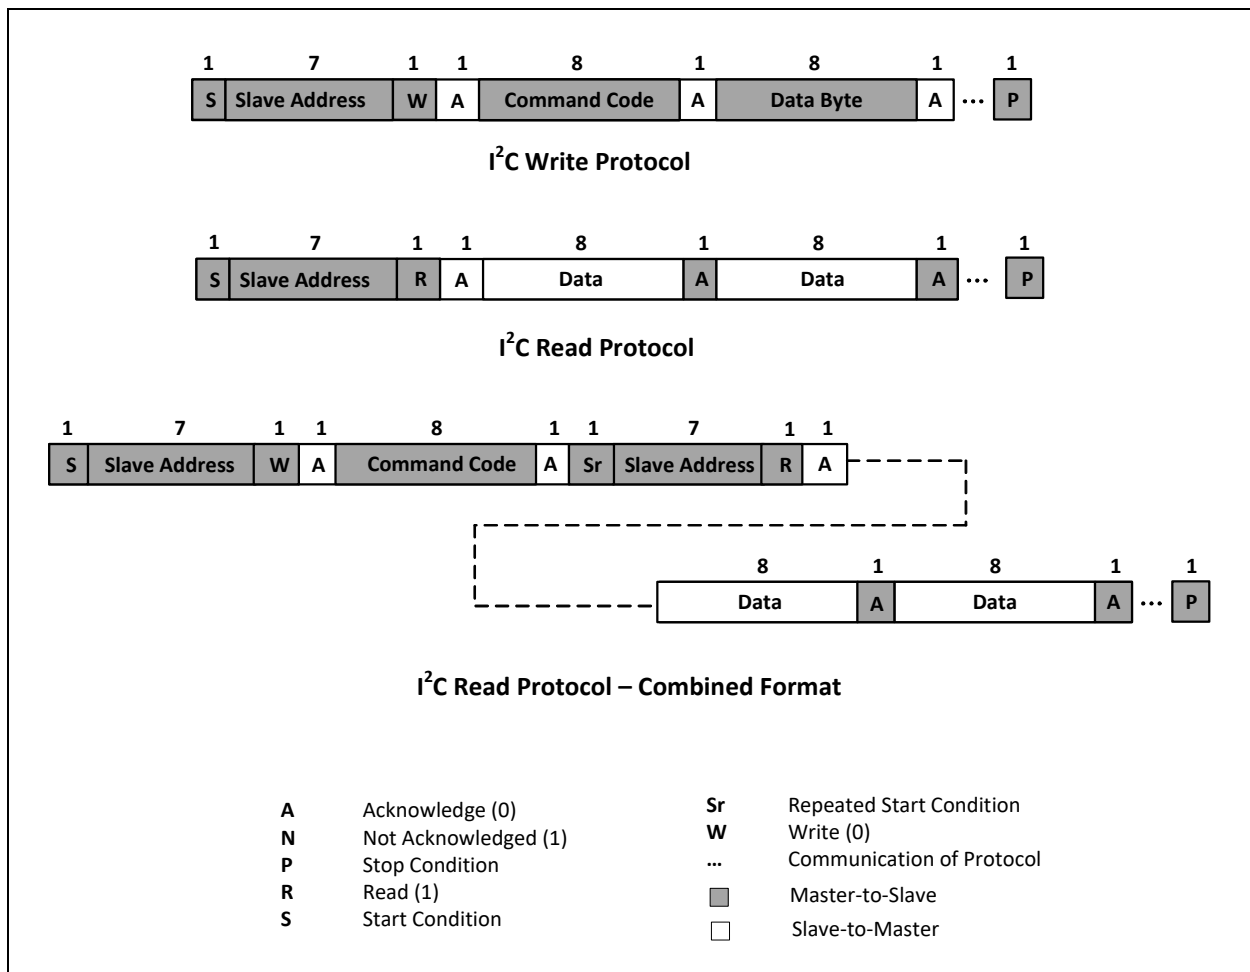 1 7 1 1 8 1 8 1 1
S Slave Address W A Command Code A Data Byte A ... P
I²C Write Protocol
1 7 1 1 8 1 8 1 1
S Slave Address R A Data A Data A ... P
I²C Read Protocol
1 7 1 1 8 1 1 7 1 1
S Slave Address W A Command Code A Sr Slave Address R A
8 1 8 1 1
Data A Data A ... P
I²C Read Protocol – Combined Format
A Acknowledge (0)
N Not Acknowledged (1)
P Stop Condition
R Read (1)
S Start Condition
Sr Repeated Start Condition
W Write (0)
... Communication of Protocol
Master-to-Slave
Slave-to-Master